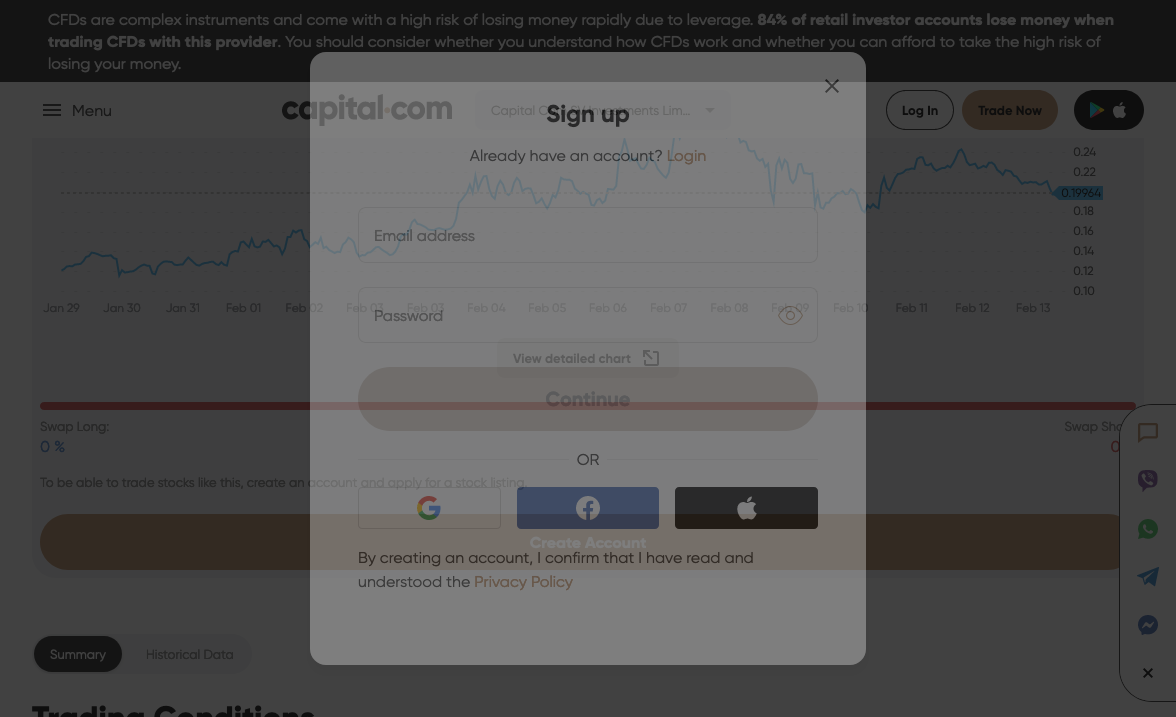 CFDs are complex instruments and come with a high risk of losing money rapidly due to leverage. 84% of retail investor accounts lose money when
trading CFDs with this provider. You should consider whether you understand how CFDs work and whether you can afford to take the high risk of
losing your money.
Menu
capital.com
Log In
Trade Now
Sign up
Already have an account? Login
Email address
Password
0.24
0.22
0.19964
0.18
0.16
0.14
0.12
0.10
Jan 29 Jan 30 Jan 31 Feb 01 Feb 02 Feb 03 Feb 03 Feb 04 Feb 05 Feb 06 Feb 07 Feb 08 Feb 09 Feb 10 Feb 11 Feb 12 Feb 13
View detailed chart
Continue
Swap Long:
0 %
Swap
0
OR
To be able to trade stocks like this, create an account and apply for a stock listing.
Create Account
By creating an account, I confirm that I have read and
understood the Privacy Policy
Summary
Historical Data
Trading Conditions